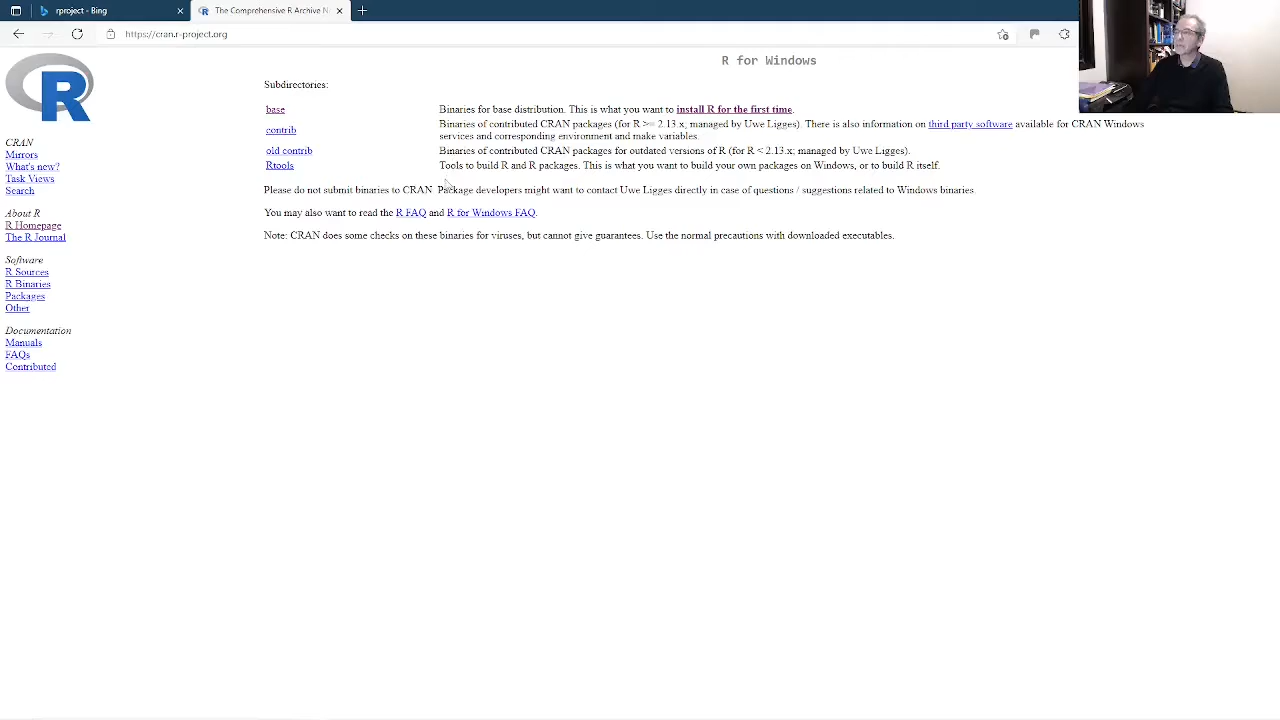 rproject - Bing
The Comprehensive R Archive N
https://cran.r-project.org
R
CRAN
Mirrors
What's new?
Task Views
Search
About R
R Homepage
The R Journal
Software
R Sources
R Binaries
Packages
Other
Documentation
Manuals
FAQs
Contributed
R for Windows
Subdirectories:
base Binaries for base distribution. This is what you want to install R for the first time.
contrib Binaries of contributed CRAN packages (for R >= 2.13.x; managed by Uwe Ligges). There is also information on third party software available for CRAN Windows
services and corresponding environment and make variables.
old contrib Binaries of contributed CRAN packages for outdated versions of R (for R < 2.13.x; managed by Uwe Ligges).
Rtools Tools to build R and R packages. This is what you want to build your own packages on Windows, or to build R itself.
Please do not submit binaries to CRAN. Package developers might want to contact Uwe Ligges directly in case of questions / suggestions related to Windows binaries.
You may also want to read the R FAQ and R for Windows FAQ.
Note: CRAN does some checks on these binaries for viruses, but cannot give guarantees. Use the normal precautions with downloaded executables.